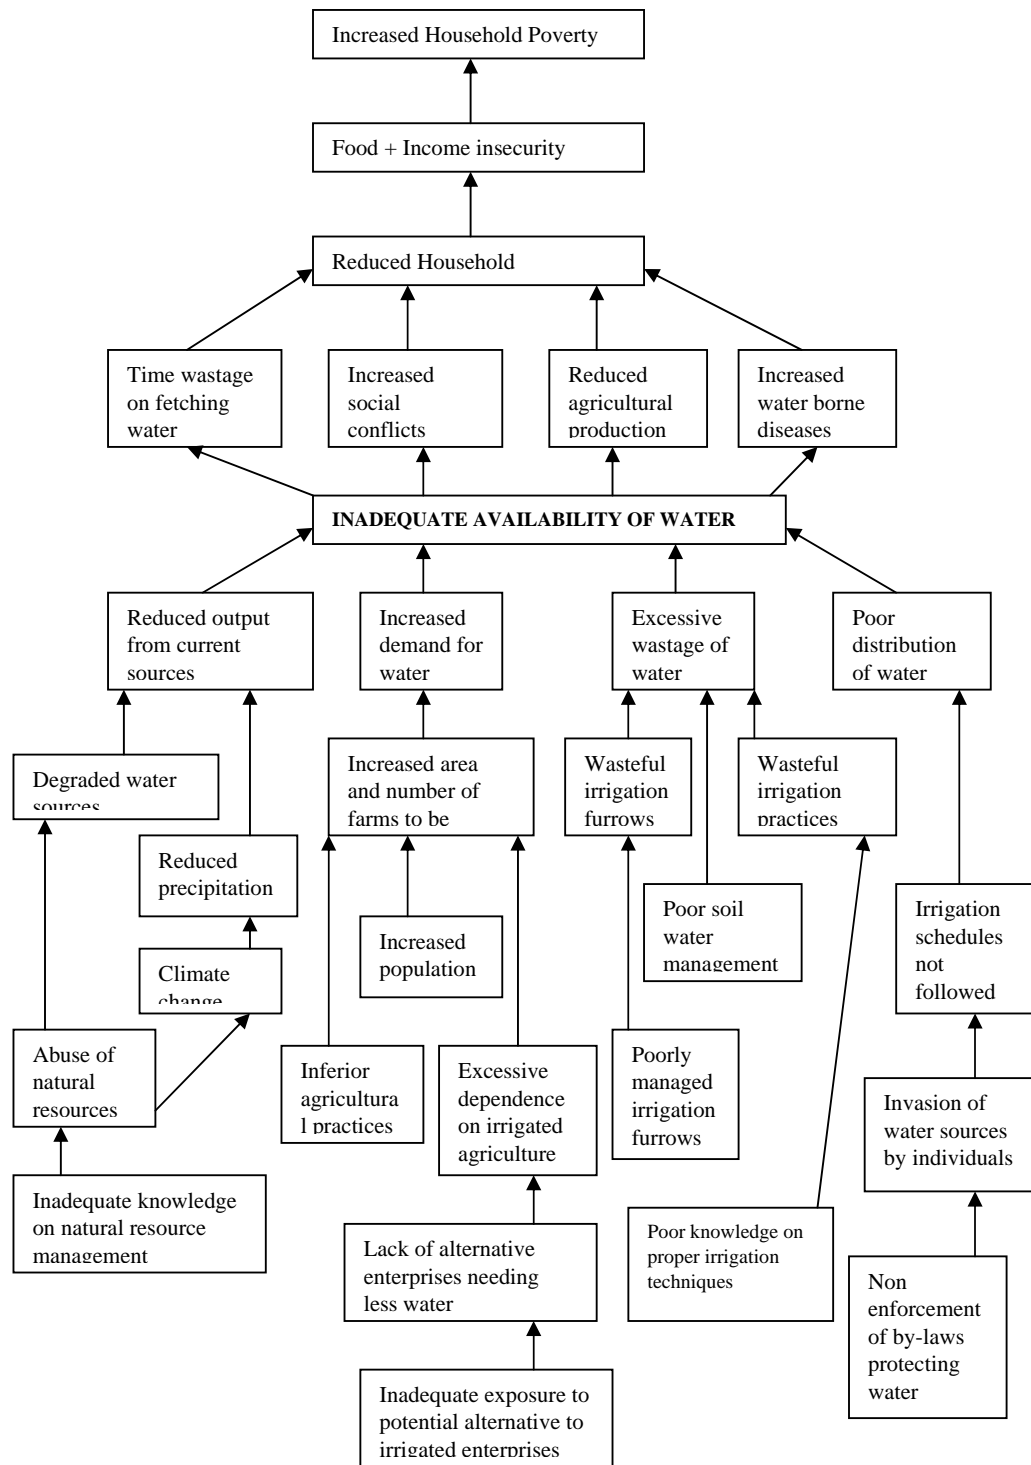 Increased Household Poverty
Food + Income insecurity
Reduced Household
Time wastage
on fetching
water
Increased
social
conflicts
Reduced
agricultural
production
Increased
water borne
diseases
INADEQUATE AVAILABILITY OF WATER
Reduced output
from current
sources
Increased
demand for
water
Excessive
wastage of
water
Poor
distribution
of water
Degraded water
sources
Increased area
and number of
farms to be
Wasteful
irrigation
furrows
Wasteful
irrigation
practices
Reduced
precipitation
Poor soil
water
management
Irrigation
schedules
not
followed
Increased
population
Climate
change
Abuse of
natural
resources
Inferior
agricultura
l practices
Excessive
dependence
on irrigated
agriculture
Poorly
managed
irrigation
furrows
Invasion of
water sources
by individuals
Inadequate knowledge
on natural resource
management
Lack of alternative
enterprises needing
less water
Poor knowledge on
proper irrigation
techniques
Non
enforcement
of by-laws
protecting
water
Inadequate exposure to
potential alternative to
irrigated enterprises